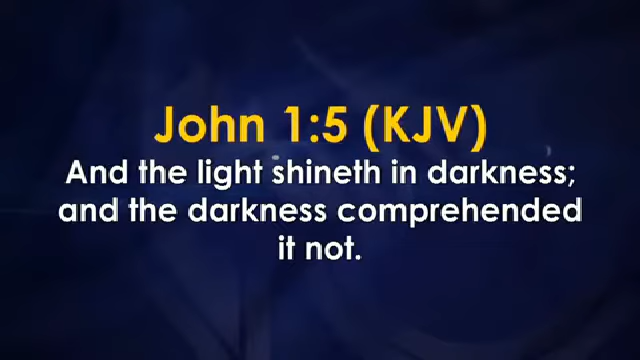 John 1:5 (KJV)
And the light shineth in darkness;
and the darkness comprehended
it not.